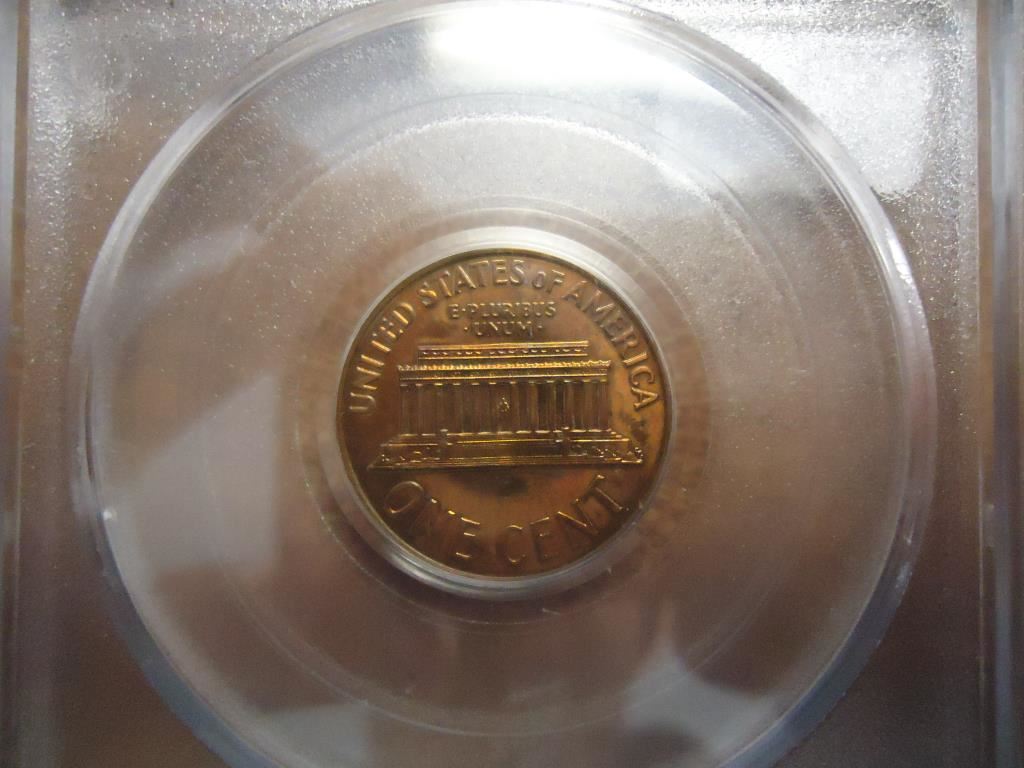 UNITED STATES OF AMERICA
E·PLURIBUS
·UNUM·
ONE CENT